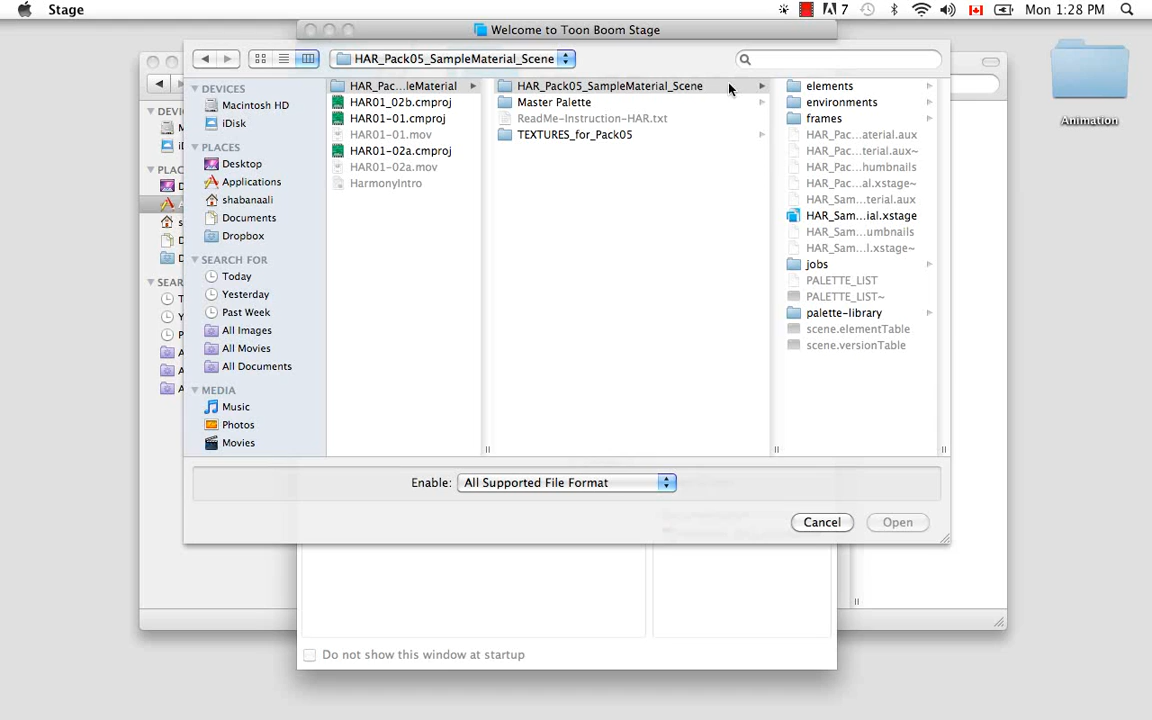 Stage
7
Mon 1:28 PM
Welcome to Toon Boom Stage
HAR_Pack05_SampleMaterial_Scene
DEVICES
Macintosh HD
iDisk
PLACES
Desktop
Applications
shabanaali
Documents
Dropbox
SEARCH FOR
Today
Yesterday
Past Week
All Images
All Movies
All Documents
MEDIA
Music
Photos
Movies
HAR_Pac...leMaterial
HAR01_02b.cmproj
HAR01-01.cmproj
HAR01-01.mov
HAR01-02a.cmproj
HAR01-02a.mov
HarmonyIntro
HAR_Pack05_SampleMaterial_Scene
Master Palette
ReadMe-Instruction-HAR.txt
TEXTURES_for_Pack05
elements
environments
frames
HAR_Pac...aterial.aux
HAR_Pac...terial.aux~
HAR_Pac...humbnails
HAR_Pac...al.xstage~
HAR_Sam...terial.aux
HAR_Sam...ial.xstage
HAR_Sam...umbnails
HAR_Sam...l.xstage~
jobs
PALETTE_LIST
PALETTE_LIST~
palette-library
scene.elementTable
scene.versionTable
Enable: All Supported File Format
Cancel
Open
Do not show this window at startup
Animation